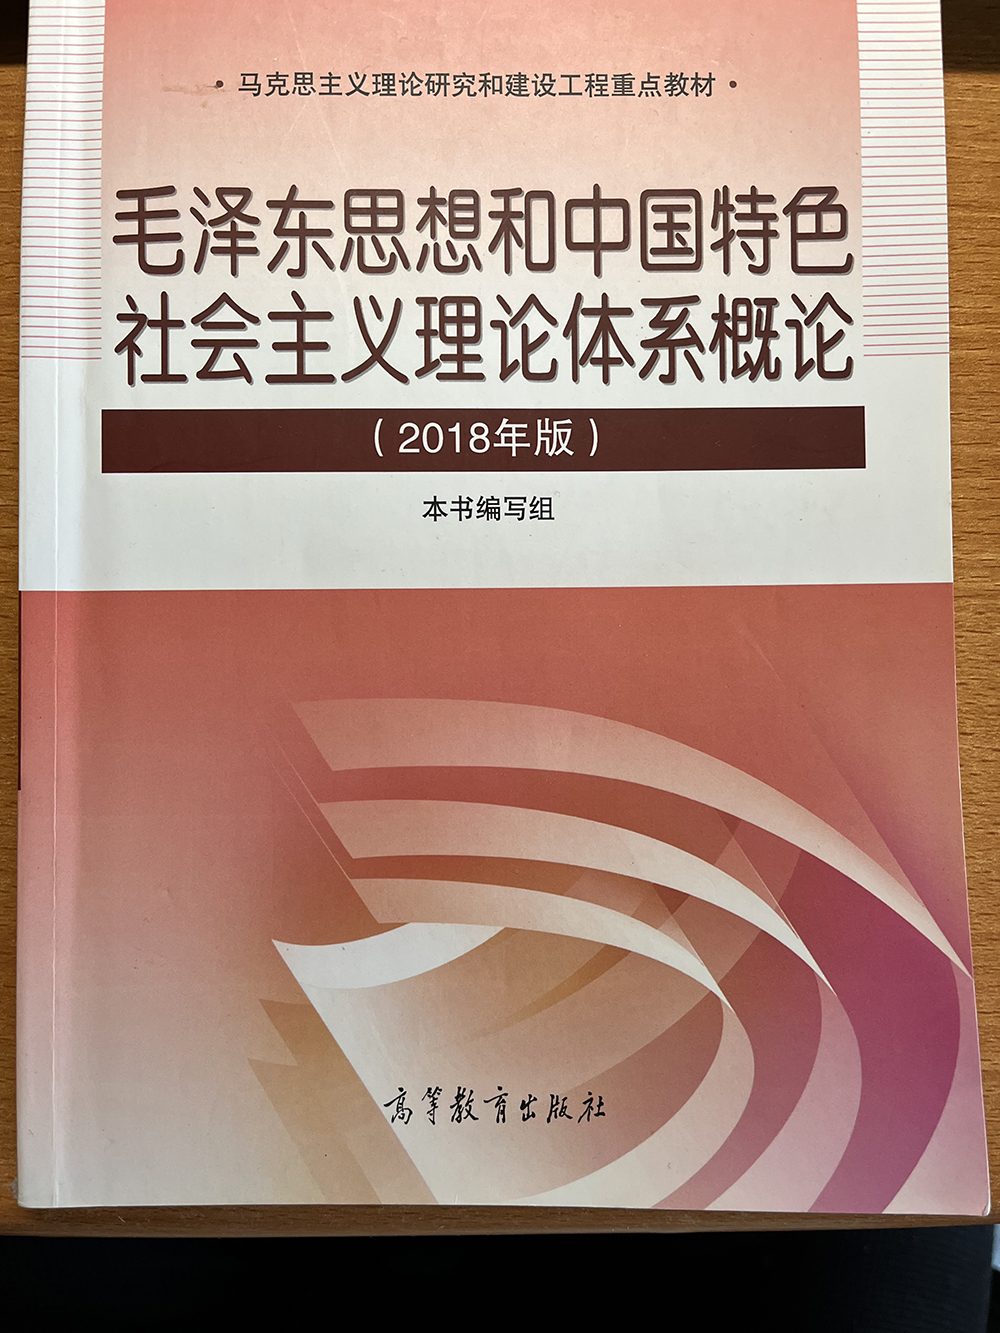 ·马克思主义理论研究和建设工程重点教材·
毛泽东思想和中国特色
社会主义理论体系概论
（2018年版）
本书编写组
高等教育出版社